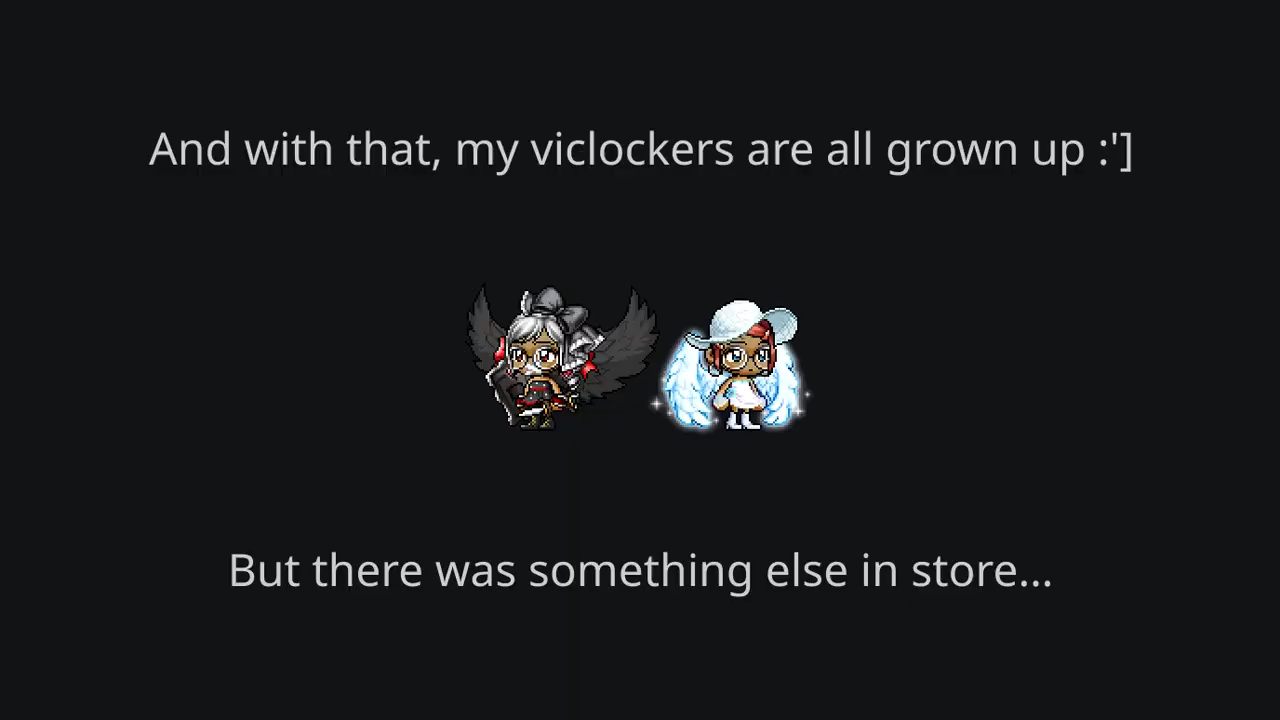 And with that, my viclockers are all grown up :']
But there was something else in store...